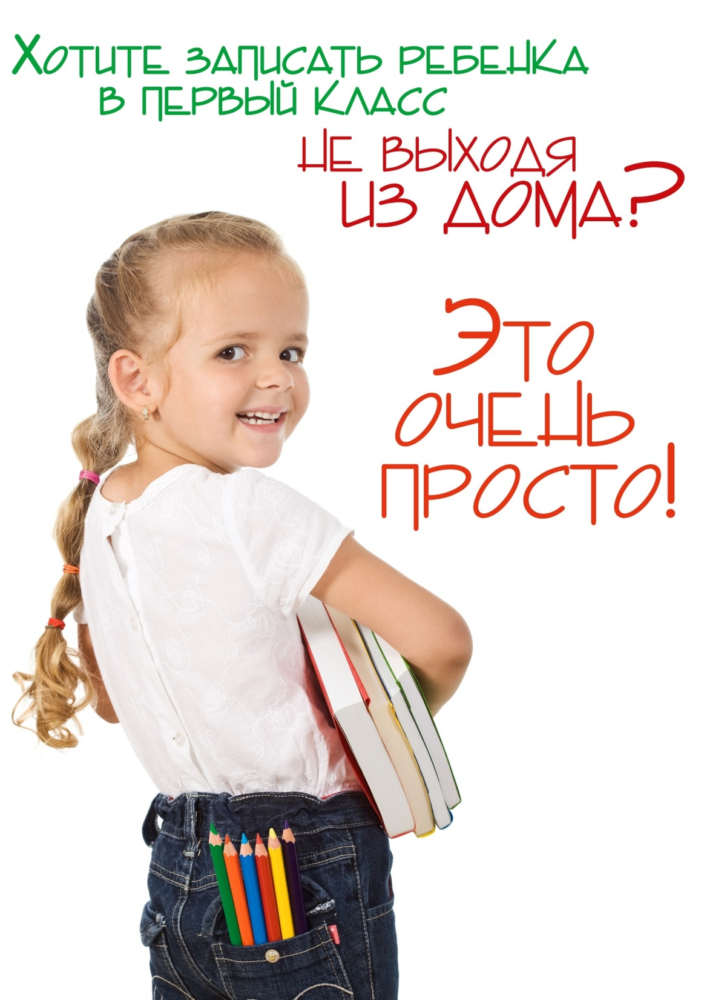 Хотите записать ребенка
в первый класс
не выходя
из дома?
Это
очень
просто!